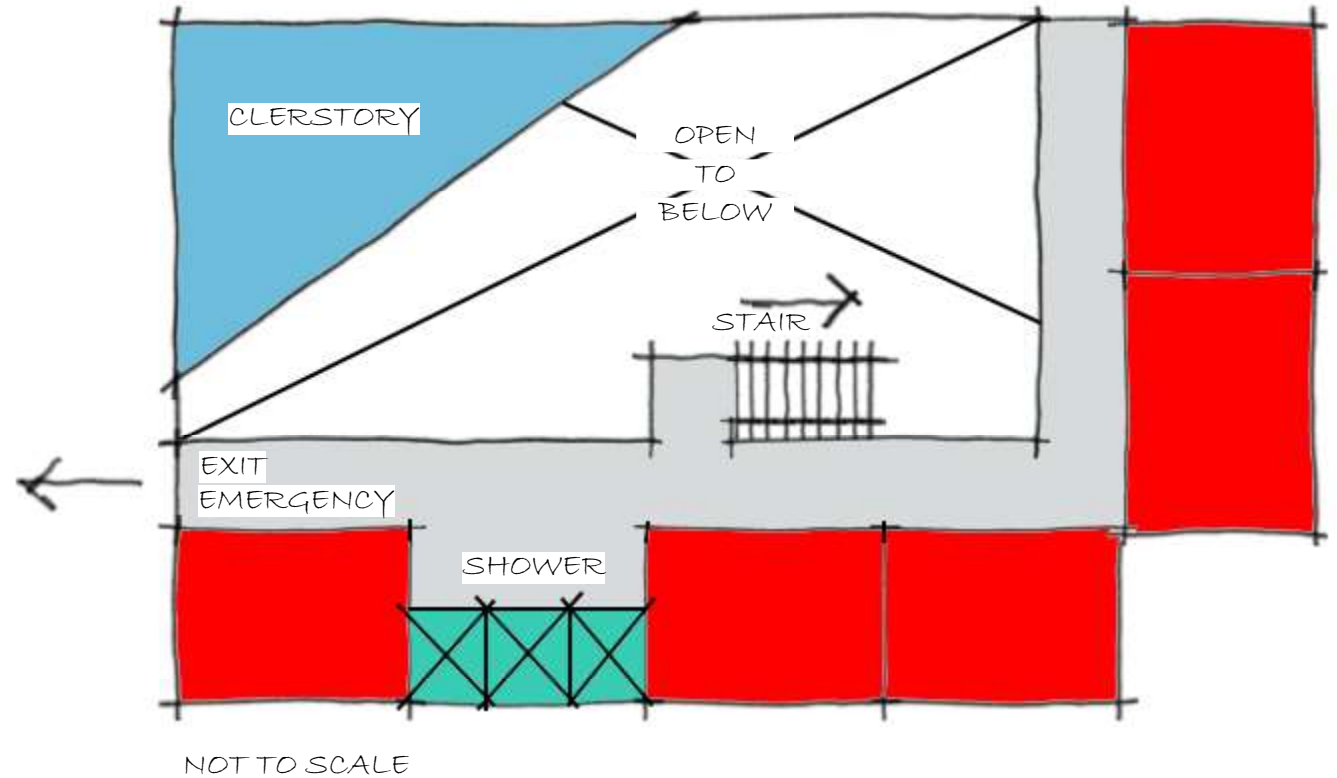 CLERSTORY
OPEN
TO
BELOW
STAIR
EXIT
EMERGENCY
SHOWER
NOT TO SCALE